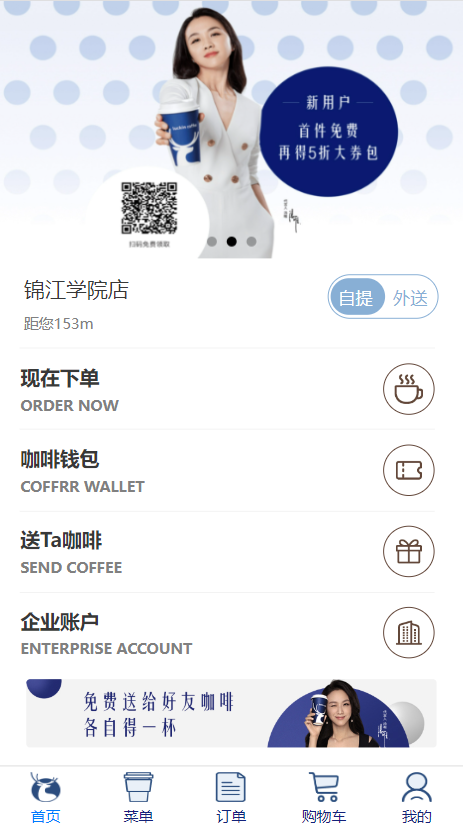 luckin coffee
新用户
首件免费
再得5折大券包
扫码免费领取
锦江学院店
自提
外送
距您153m
现在下单
ORDER NOW
咖啡钱包
COFFRR WALLET
送Ta咖啡
SEND COFFEE
企业账户
ENTERPRISE ACCOUNT
免费送给好友咖啡
各自得一杯
首页
菜单
订单
购物车
我的